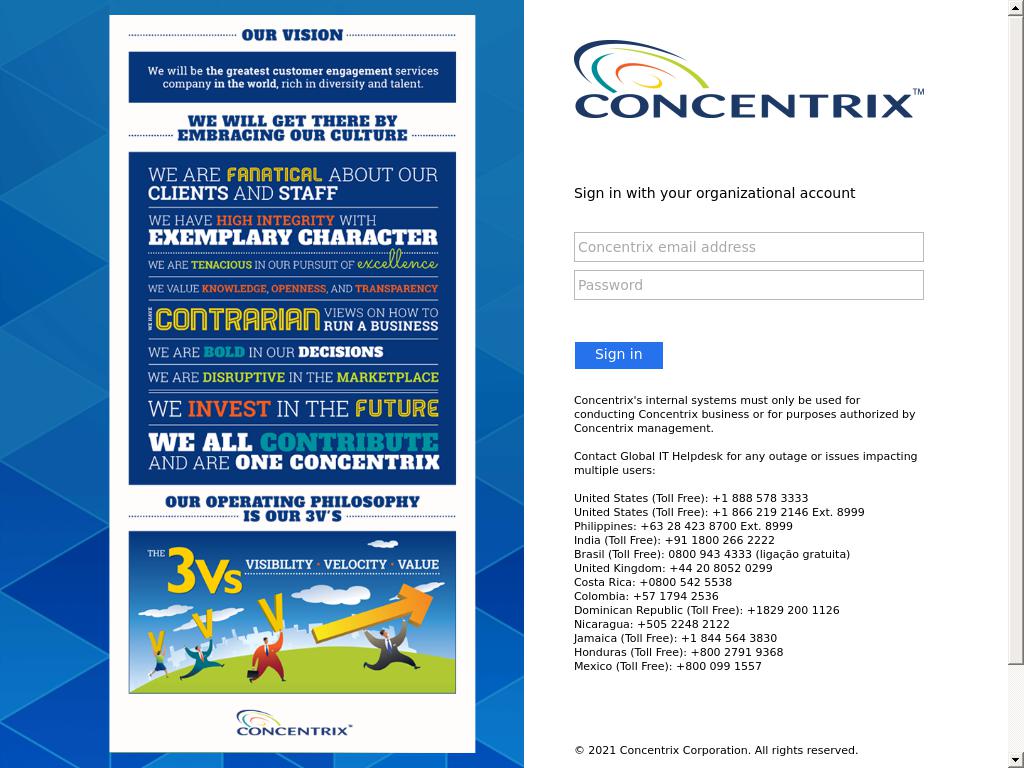 OUR VISION
We will be the greatest customer engagement services
company in the world, rich in diversity and talent.
WE WILL GET THERE BY
EMBRACING OUR CULTURE
WE ARE FANATICAL ABOUT OUR
CLIENTS AND STAFF
WE HAVE HIGH INTEGRITY WITH
EXEMPLARY CHARACTER
WE ARE TENACIOUS IN OUR PURSUIT OF excellence
WE VALUE KNOWLEDGE, OPENNESS, AND TRANSPARENCY
WE HAVE CONTRARIAN VIEWS ON HOW TO
RUN A BUSINESS
WE ARE BOLD IN OUR DECISIONS
WE ARE DISRUPTIVE IN THE MARKETPLACE
WE INVEST IN THE FUTURE
WE ALL CONTRIBUTE
AND ARE ONE CONCENTRIX
OUR OPERATING PHILOSOPHY
IS OUR 3V'S
THE 3Vs VISIBILITY • VELOCITY • VALUE
V V V
CONCENTRIX
CONCENTRIX™
Sign in with your organizational account
Concentrix email address
Password
Sign in
Concentrix's internal systems must only be used for
conducting Concentrix business or for purposes authorized by
Concentrix management.
Contact Global IT Helpdesk for any outage or issues impacting
multiple users:
United States (Toll Free): +1 888 578 3333
United States (Toll Free): +1 866 219 2146 Ext. 8999
Philippines: +63 28 423 8700 Ext. 8999
India (Toll Free): +91 1800 266 2222
Brasil (Toll Free): 0800 943 4333 (ligação gratuita)
United Kingdom: +44 20 8052 0299
Costa Rica: +0800 542 5538
Colombia: +57 1794 2536
Dominican Republic (Toll Free): +1829 200 1126
Nicaragua: +505 2248 2122
Jamaica (Toll Free): +1 844 564 3830
Honduras (Toll Free): +800 2791 9368
Mexico (Toll Free): +800 099 1557
© 2021 Concentrix Corporation. All rights reserved.